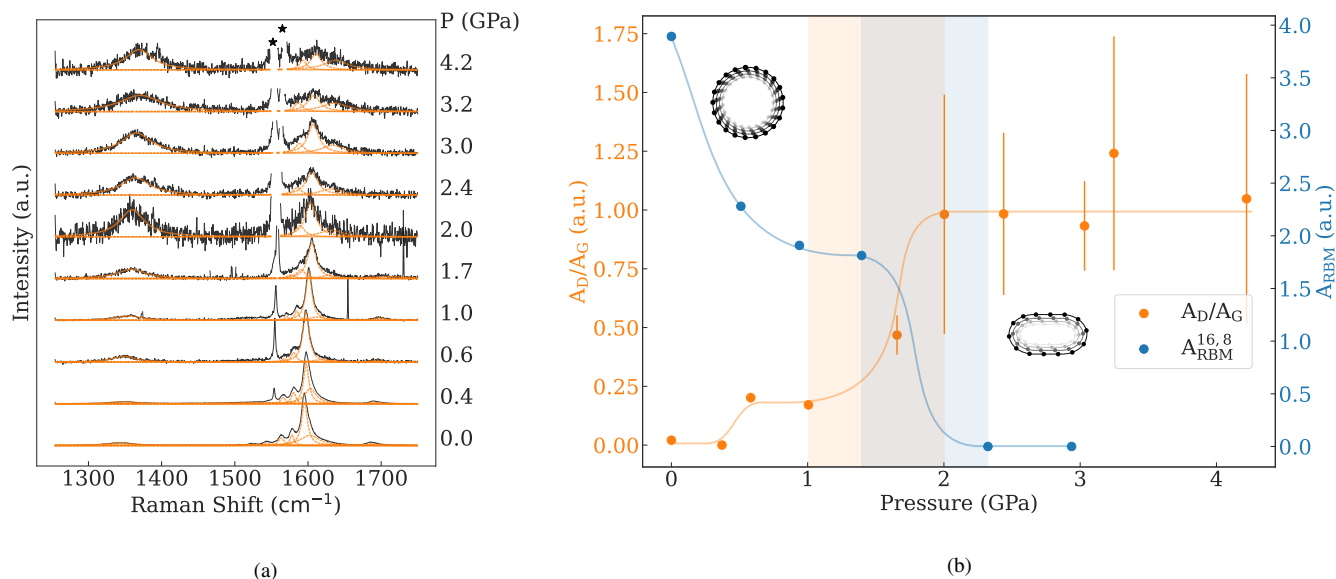 (a)
P (GPa)
4.2
3.2
3.0
2.4
2.0
1.7
1.0
0.6
0.4
0.0
Intensity (a.u.)
1300 1400 1500 1600 1700
Raman Shift (cm⁻¹)
(a)
(b)
1.75
1.50
1.25
1.00
0.75
0.50
0.25
0.00
A_D/A_G (a.u.)
4.0
3.5
3.0
2.5
2.0
1.5
1.0
0.5
0.0
A_RBM (a.u.)
A_D/A_G
A^{16,8}_RBM
0 1 2 3 4
Pressure (GPa)
(b)